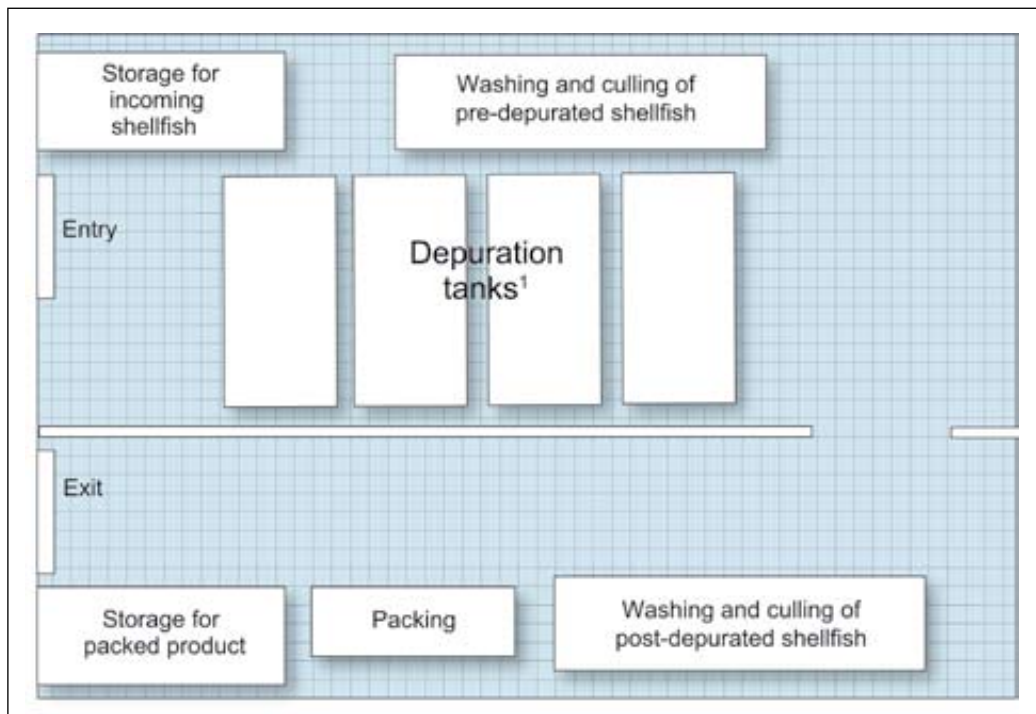 Storage for
incoming
shellfish
Washing and culling of
pre-depurated shellfish
Entry
Depuration
tanks¹
Exit
Storage for
packed product
Packing
Washing and culling of
post-depurated shellfish